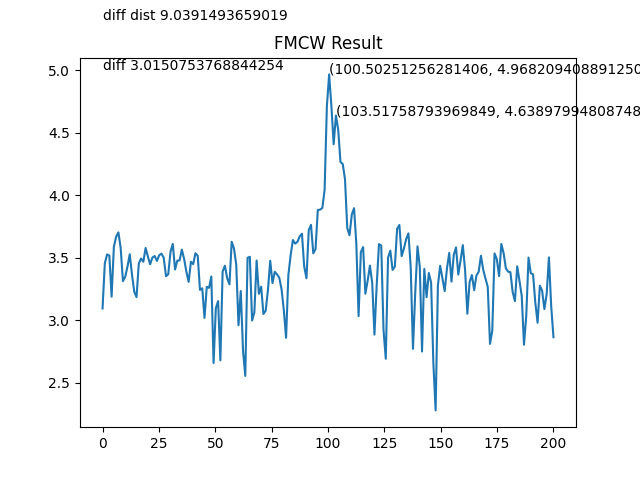 diff dist 9.0391493659019
FMCW Result
diff 3.0150753768844254
(100.50251256281406, 4.968209408891250
(103.51758793969849, 4.63897994808748
5.0
4.5
4.0
3.5
3.0
2.5
0 25 50 75 100 125 150 175 200